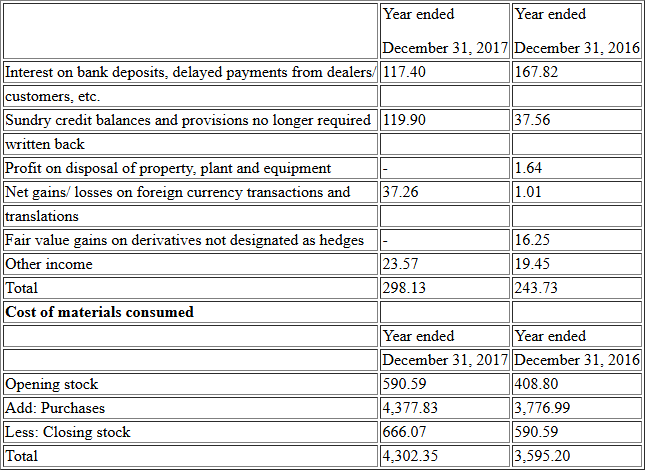 Year ended Year ended
December 31, 2017 December 31, 2016
Interest on bank deposits, delayed payments from dealers/ 117.40 167.82
customers, etc.
Sundry credit balances and provisions no longer required 119.90 37.56
written back
Profit on disposal of property, plant and equipment - 1.64
Net gains/ losses on foreign currency transactions and 37.26 1.01
translations
Fair value gains on derivatives not designated as hedges - 16.25
Other income 23.57 19.45
Total 298.13 243.73
Cost of materials consumed
Year ended Year ended
December 31, 2017 December 31, 2016
Opening stock 590.59 408.80
Add: Purchases 4,377.83 3,776.99
Less: Closing stock 666.07 590.59
Total 4,302.35 3,595.20